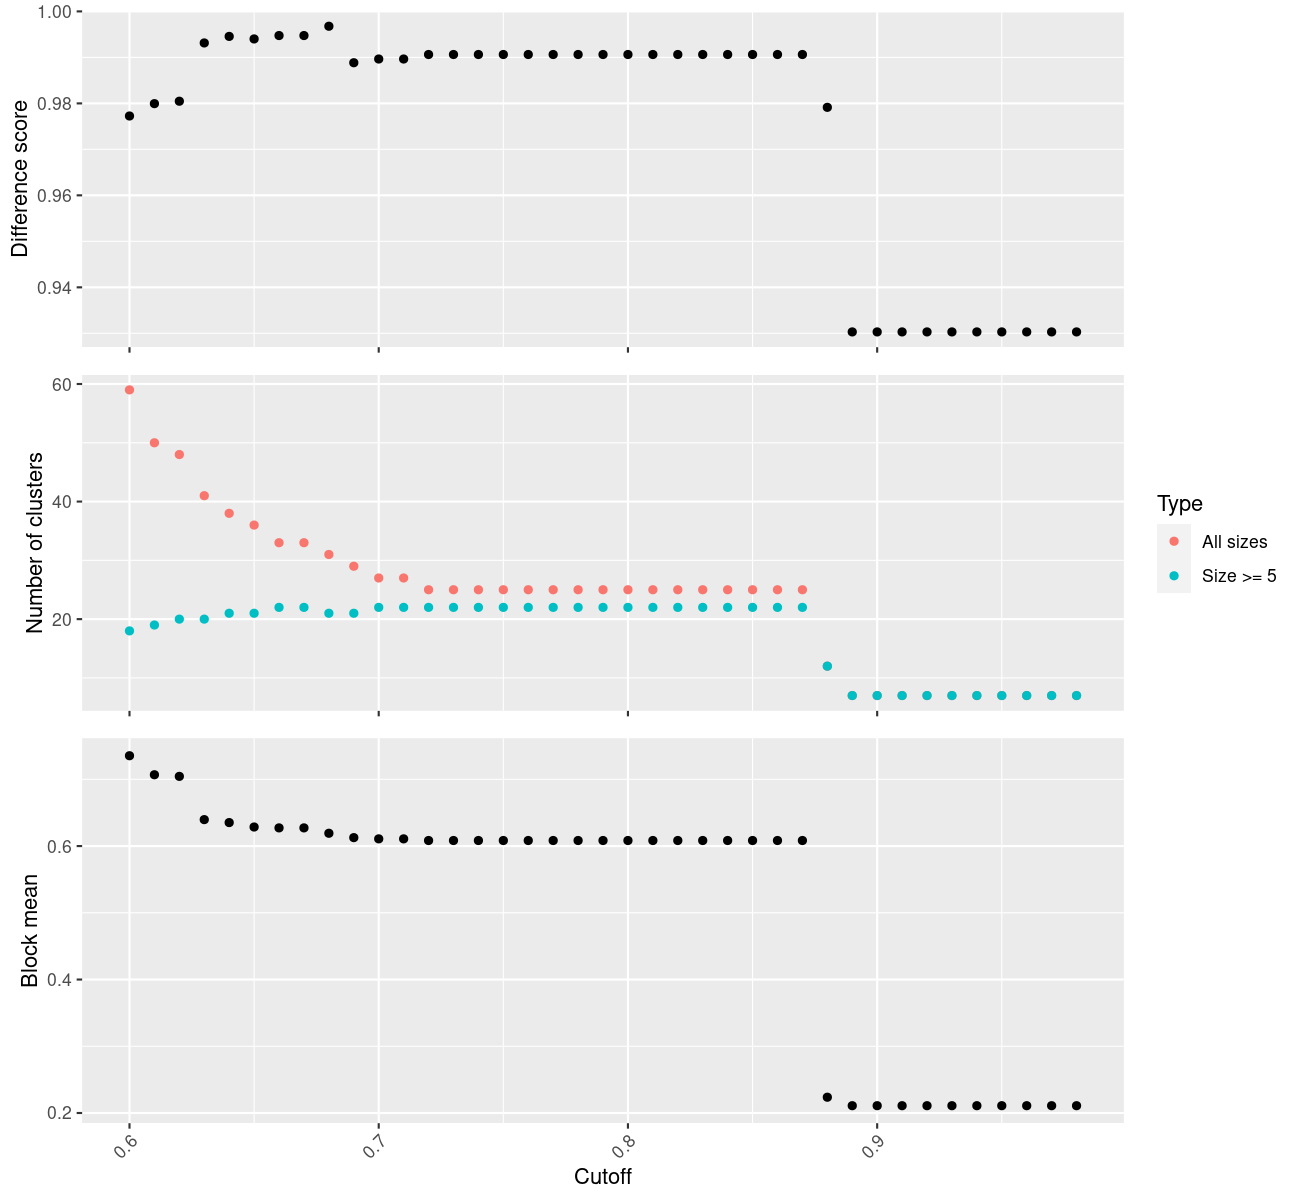 1.00
0.98
0.96
0.94
Difference score
60
40
20
Number of clusters
Type
All sizes
Size >= 5
0.6
0.4
0.2
Block mean
0.6
0.7
0.8
0.9
Cutoff